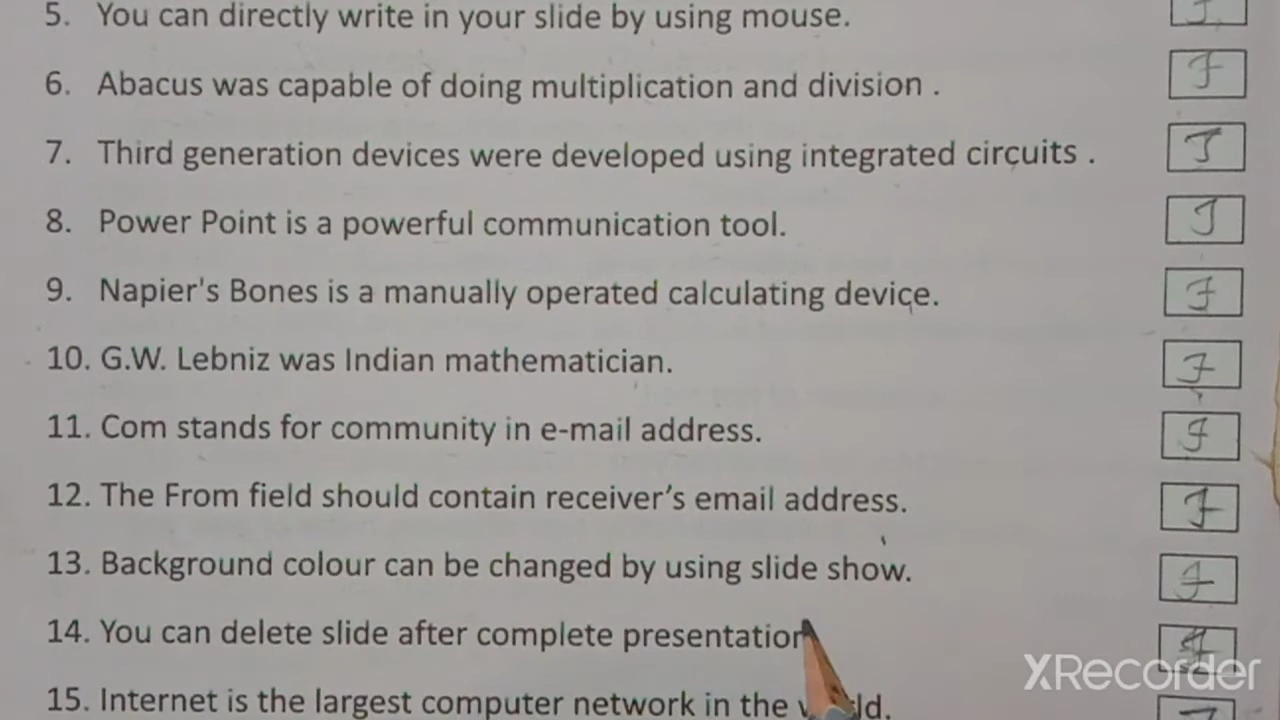 5. You can directly write in your slide by using mouse.
6. Abacus was capable of doing multiplication and division . F
7. Third generation devices were developed using integrated circuits . T
8. Power Point is a powerful communication tool. T
9. Napier's Bones is a manually operated calculating device. F
10. G.W. Lebniz was Indian mathematician. F
11. Com stands for community in e-mail address. F
12. The From field should contain receiver's email address. F
13. Background colour can be changed by using slide show. F
14. You can delete slide after complete presentation
15. Internet is the largest computer network in the
XRecorder